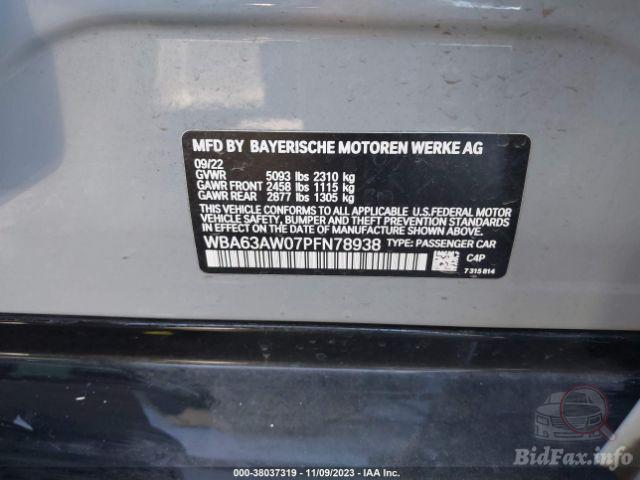 MFD BY BAYERISCHE MOTOREN WERKE AG
09/22
GVWR 5093 lbs 2310 kg
GAWR FRONT 2458 lbs 1115 kg
GAWR REAR 2877 lbs 1305 kg
THIS VEHICLE CONFORMS TO ALL APPLICABLE U.S.FEDERAL MOTOR
VEHICLE SAFETY, BUMPER AND THEFT PREVENTION STANDARDS
IN EFFECT ON THE DATE OF MANUFACTURE SHOWN ABOVE.
WBA63AW07PFN78938 TYPE: PASSENGER CAR
C4P
7 315 814
BidFax.info
000-38037319 - 11/09/2023 - IAA Inc.